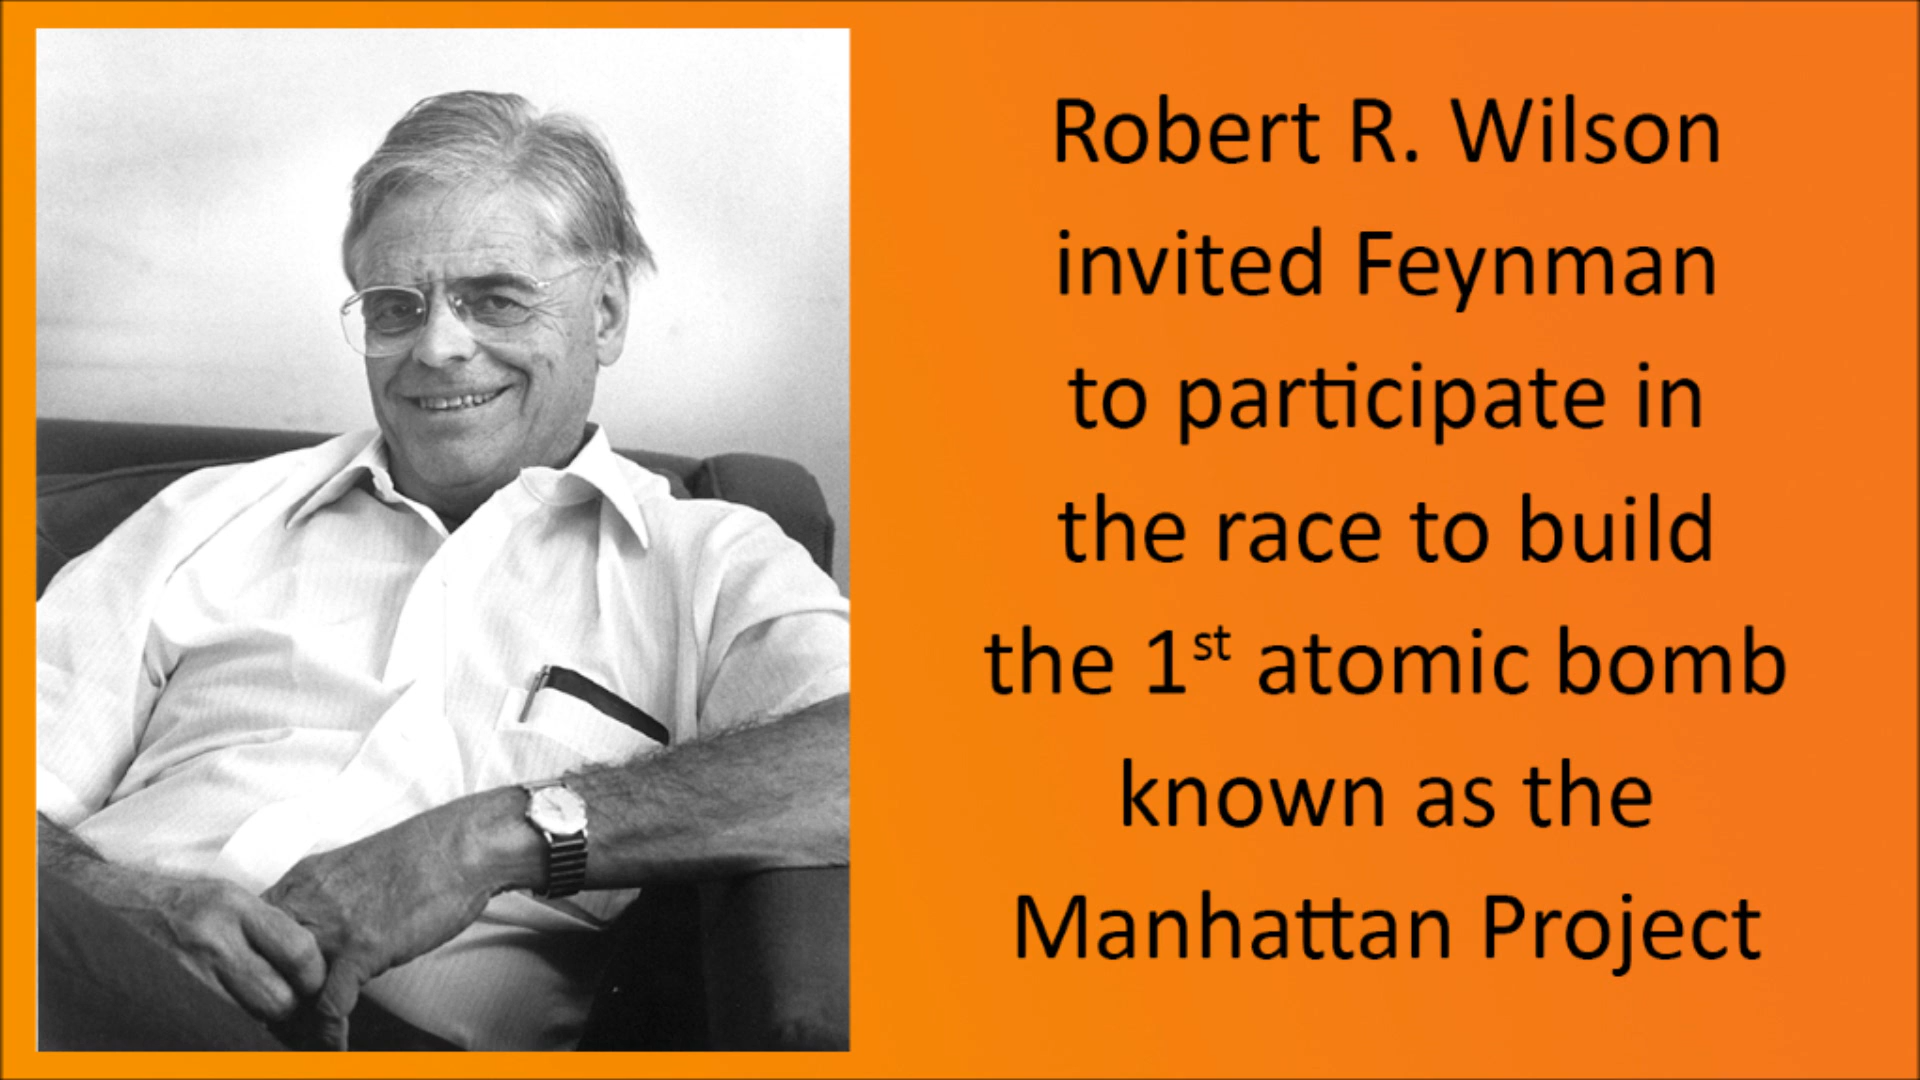 Robert R. Wilson
invited Feynman
to participate in
the race to build
the 1st atomic bomb
known as the
Manhattan Project